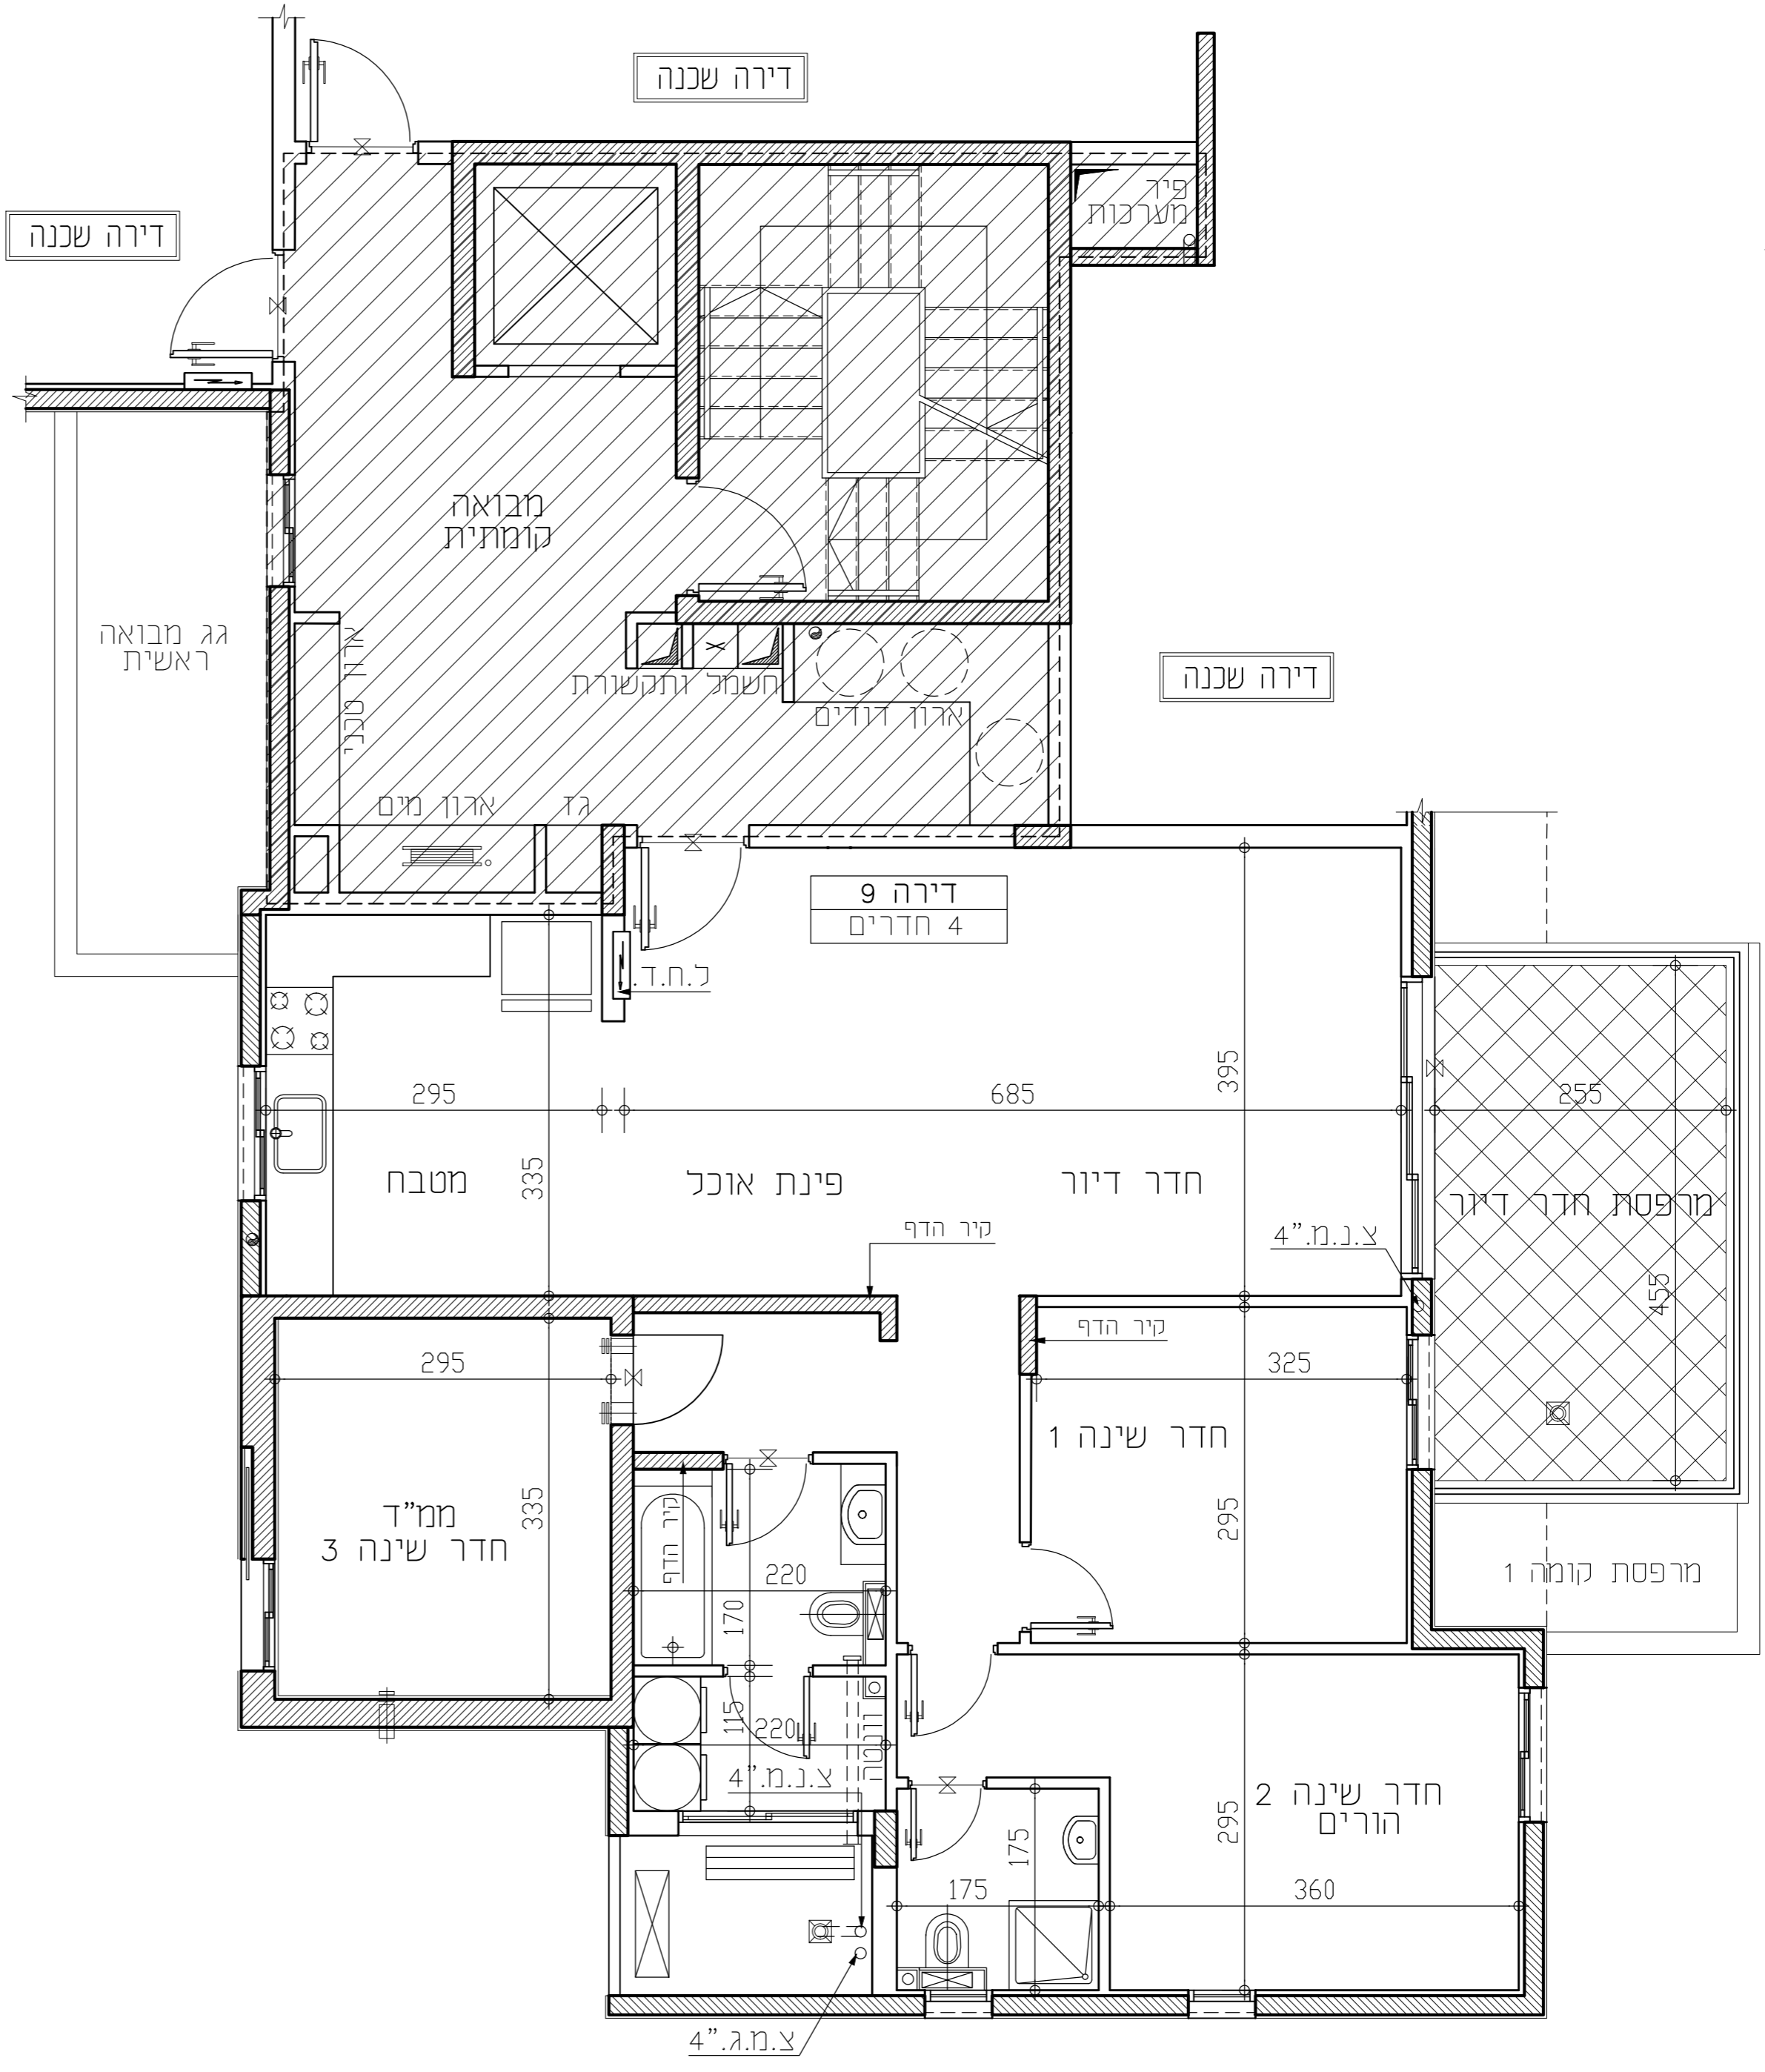 דירה שכנה
פיר
מערכות
דירה שכנה
מבואה
קומתית
גג מבואה
ראשית
ארון טכני
חשמל ותקשורת
ארון דודים
דירה שכנה
ארון מים
גז
דירה 9
4 חדרים
ל.ח.ד.
295
685
395
255
335
מטבח
פינת אוכל
חדר דיור
מרפסת חדר דיור
קיר הדף
צ.נ.מ."4
455
קיר הדף
295
325
חדר שינה 1
335
ממ"ד
חדר שינה 3
קיר הדף
295
220
170
מרפסת קומה 1
115
220
ונטה
צ.נ.מ."4
חדר שינה 2
הורים
175
295
175
360
צ.מ.ג."4